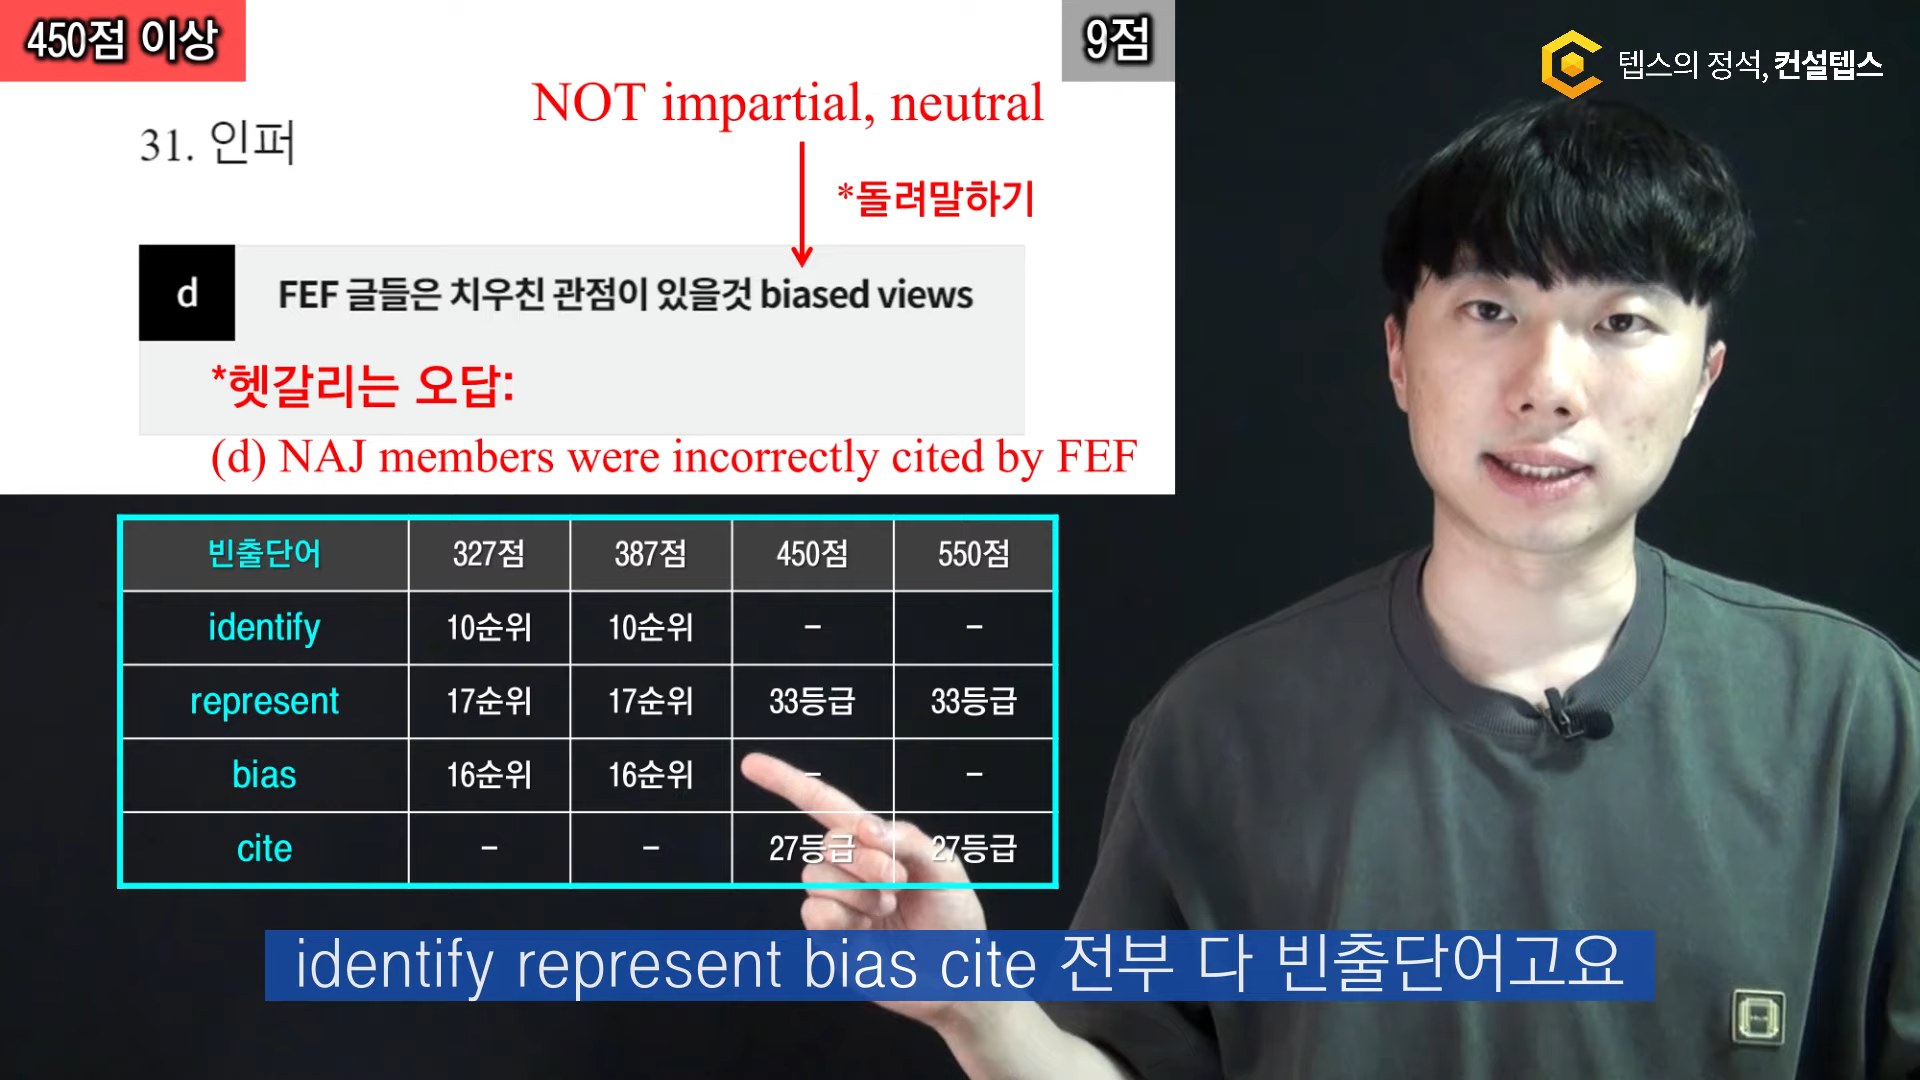 450점 이상
9점
텝스의 정석, 컨설텝스
NOT impartial, neutral
31. 인퍼
*돌려말하기
d FEF 글들은 치우친 관점이 있을것 biased views
*헷갈리는 오답:
(d) NAJ members were incorrectly cited by FEF
빈출단어 327점 387점 450점 550점
identify 10순위 10순위 - -
represent 17순위 17순위 33등급 33등급
bias 16순위 16순위 - -
cite - - 27등급 27등급
identify represent bias cite 전부 다 빈출단어고요